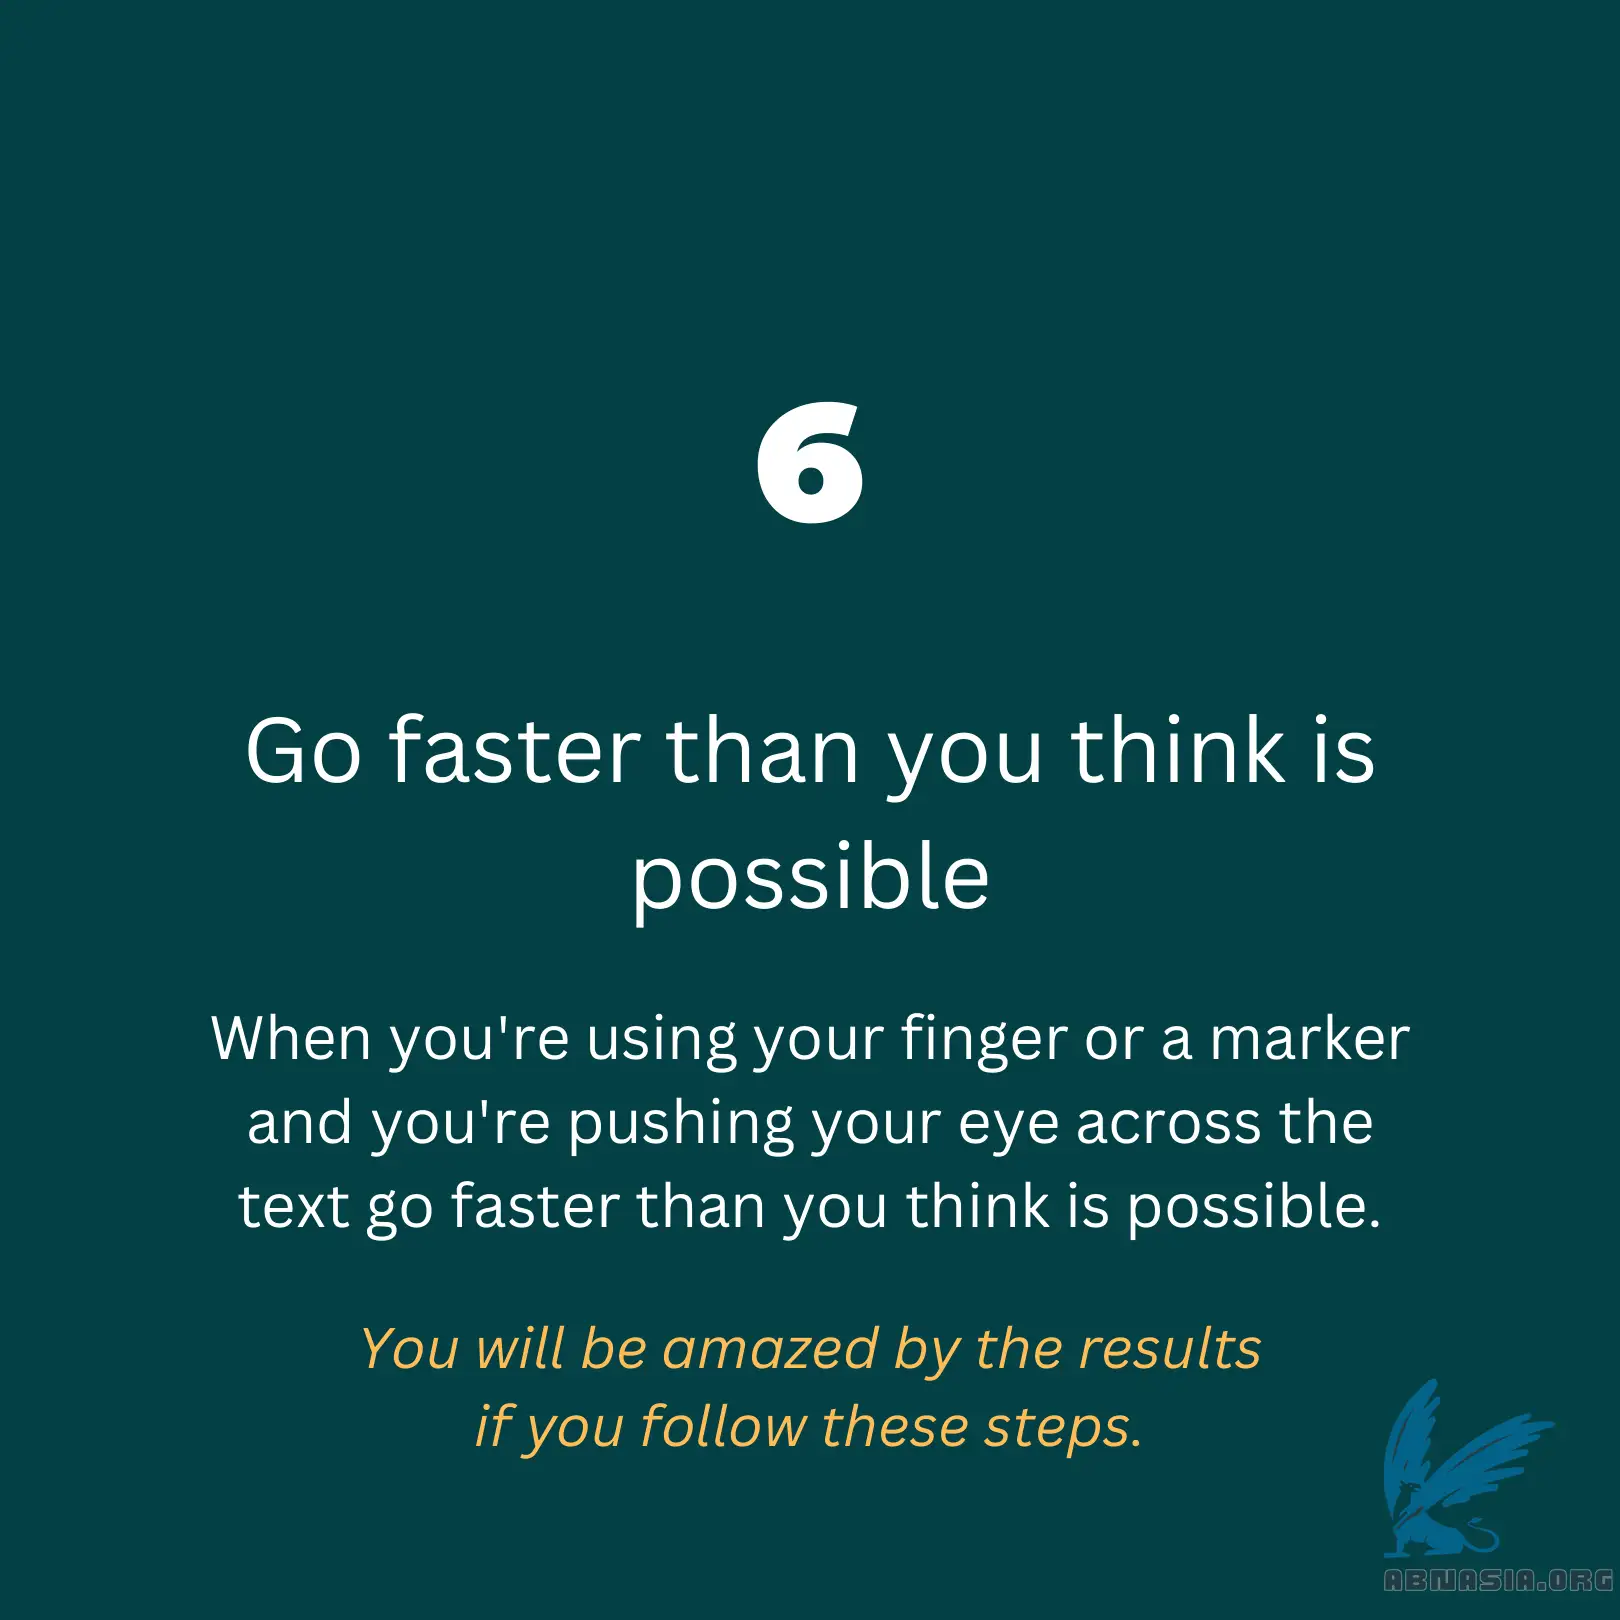 6
Go faster than you think is
possible
When you're using your finger or a marker
and you're pushing your eye across the
text go faster than you think is possible.
You will be amazed by the results
if you follow these steps.
ABNASIA.ORG